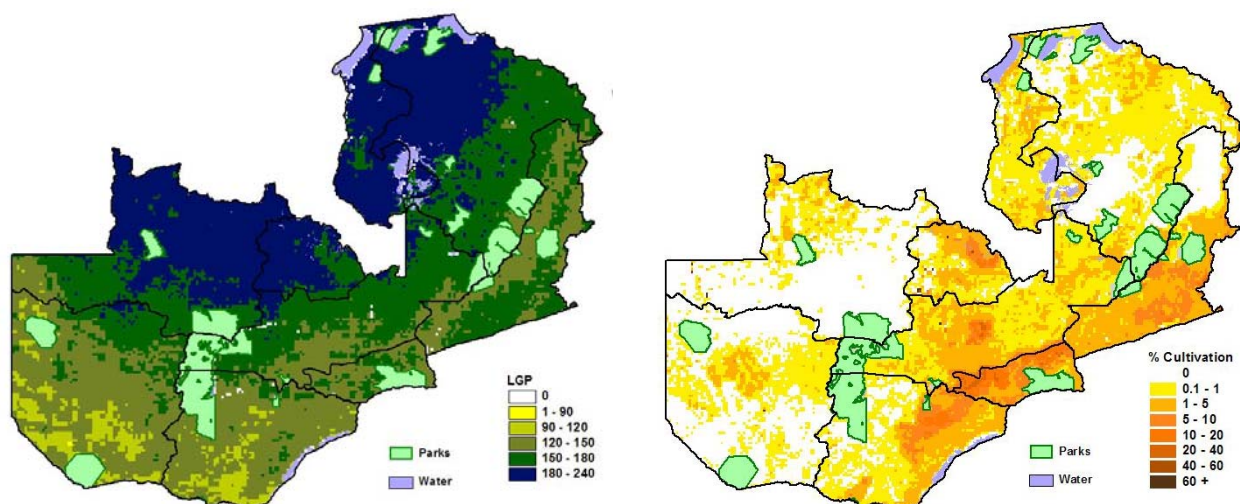 LGP
0
1 - 90
90 - 120
120 - 150
150 - 180
180 - 240
Parks
Water
% Cultivation
0
0.1 - 1
1 - 5
5 - 10
10 - 20
20 - 40
40 - 60
60 +
Parks
Water